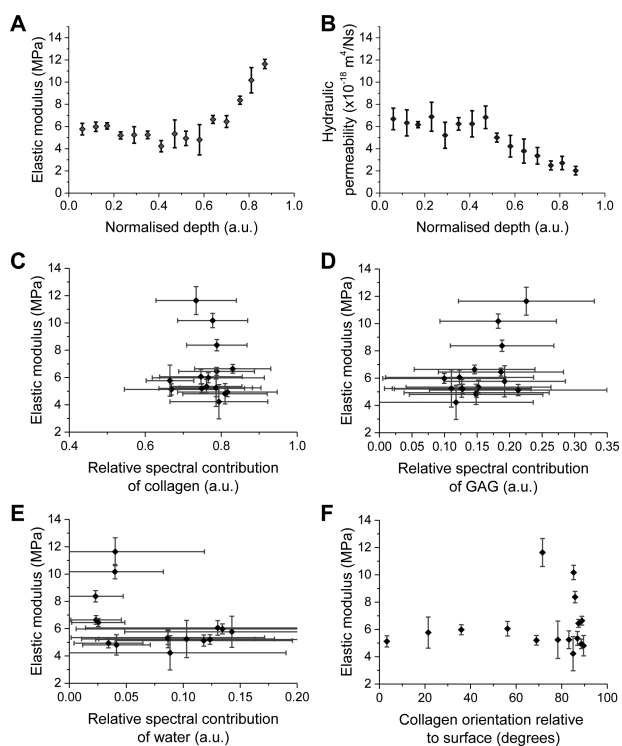 A
Elastic modulus (MPa)
14
12
10
8
6
4
2
0
0.0 0.2 0.4 0.6 0.8 1.0
Normalised depth (a.u.)
B
Hydraulic
permeability (x10⁻¹⁸ m⁴/Ns)
14
12
10
8
6
4
2
0
0.0 0.2 0.4 0.6 0.8 1.0
Normalised depth (a.u.)
C
Elastic modulus (MPa)
14
12
10
8
6
4
2
0.4 0.6 0.8 1.0
Relative spectral contribution
of collagen (a.u.)
D
Elastic modulus (MPa)
14
12
10
8
6
4
2
0.00 0.05 0.10 0.15 0.20 0.25 0.30 0.35
Relative spectral contribution
of GAG (a.u.)
E
Elastic modulus (MPa)
14
12
10
8
6
4
2
0.00 0.05 0.10 0.15 0.20
Relative spectral contribution
of water (a.u.)
F
Elastic modulus (MPa)
14
12
10
8
6
4
2
0 20 40 60 80 100
Collagen orientation relative
to surface (degrees)